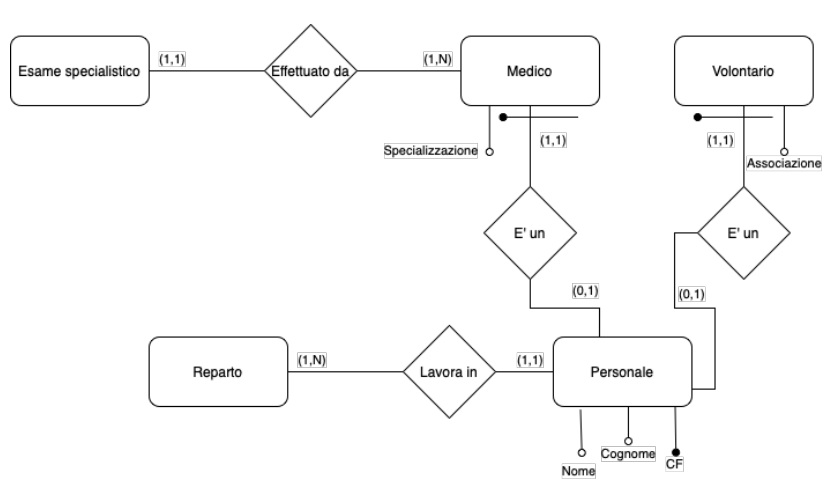 Esame specialistico
(1,1)
Effettuato da
(1,N)
Medico
Volontario
Specializzazione
(1,1)
(1,1)
Associazione
E' un
E' un
(0,1)
(0,1)
Reparto
(1,N)
Lavora in
(1,1)
Personale
Nome
Cognome
CF